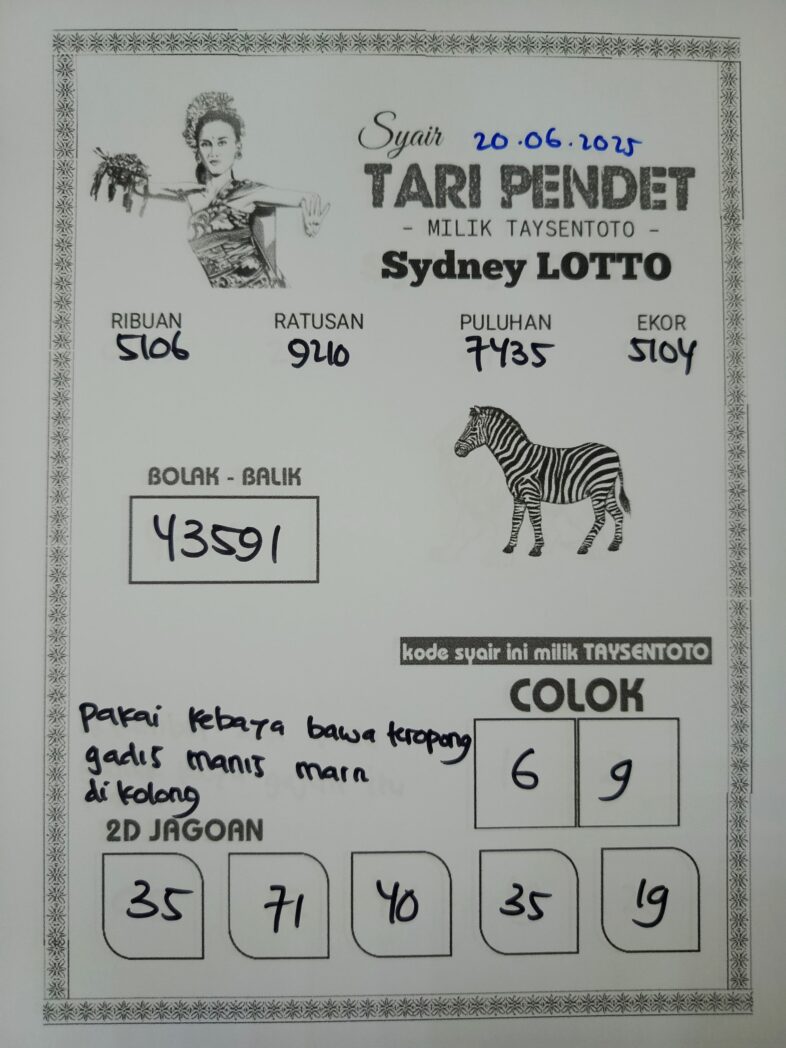 Syair 20.06.2025
TARI PENDET
- MILIK TAYSENTOTO -
Sydney LOTTO
RIBUAN RATUSAN PULUHAN EKOR
5106 9210 7435 5104
BOLAK - BALIK
43591
kode syair ini milik TAYSENTOTO
COLOK
6 9
pakai kebaya bawa teropong
gadis manis main
di kolong
2D JAGOAN
35 71 40 35 19